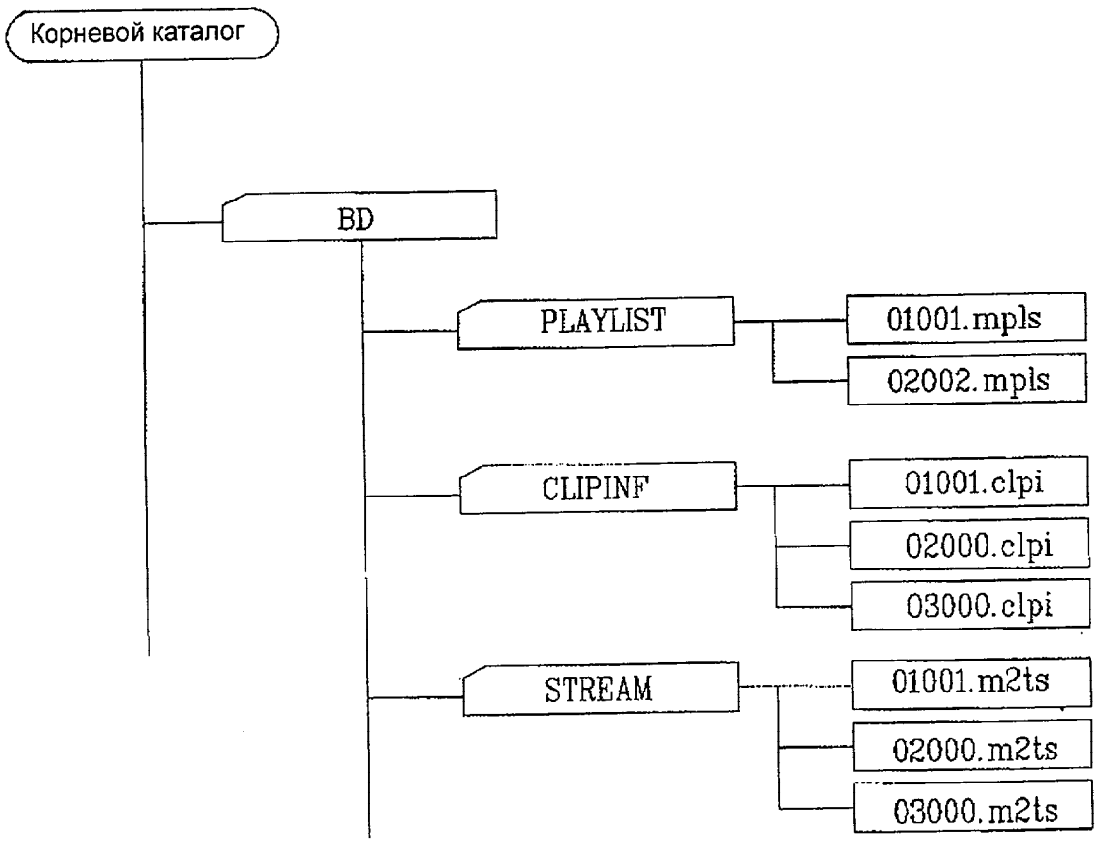 Корневой каталог
BD
PLAYLIST
01001.mpls
02002.mpls
CLIPINF
01001.clpi
02000.clpi
03000.clpi
STREAM
01001.m2ts
02000.m2ts
03000.m2ts